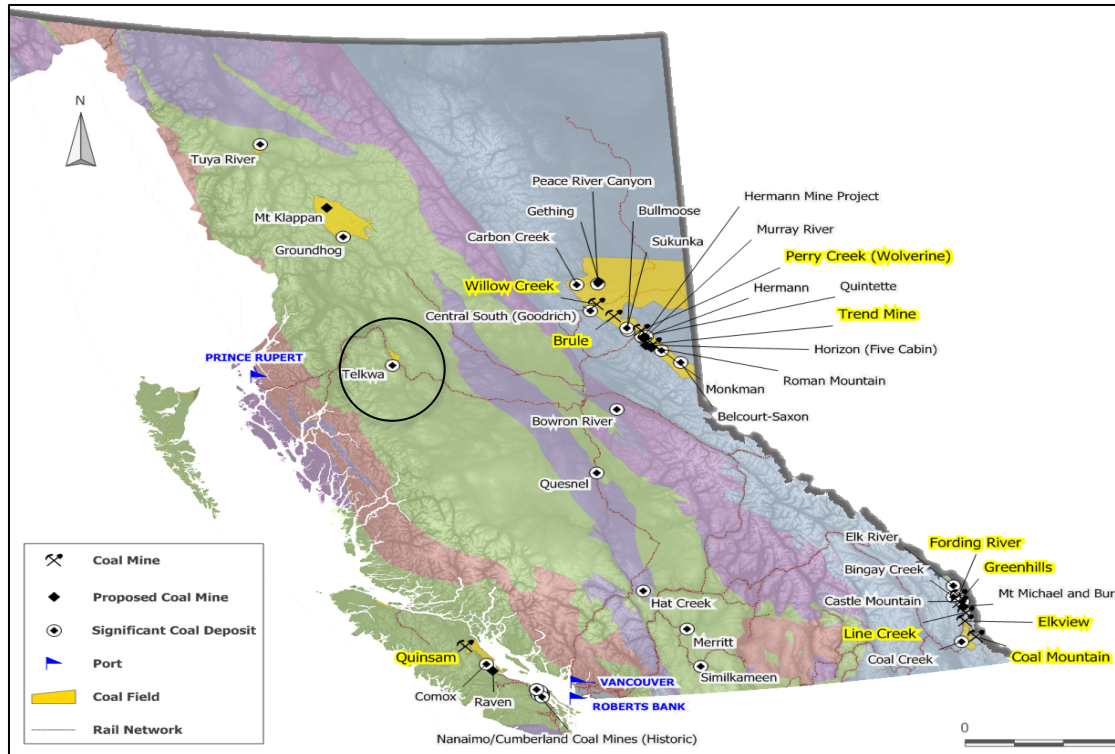 N
Tuya River
Mt Klappan
Groundhog
Peace River Canyon
Gething
Bullmoose
Hermann Mine Project
Carbon Creek
Sukunka
Murray River
Perry Creek (Wolverine)
Willow Creek
Hermann
Quintette
Central South (Goodrich)
Trend Mine
Brule
Horizon (Five Cabin)
PRINCE RUPERT
Telkwa
Roman Mountain
Monkman
Belcourt-Saxon
Bowron River
Quesnel
Elk River
Fording River
Bingay Creek
Greenhills
Hat Creek
Castle Mountain
Mt Michael and Bur
Merritt
Line Creek
Elkview
Quinsam
Coal Creek
Coal Mountain
Similkameen
Comox
Raven
VANCOUVER
ROBERTS BANK
Nanaimo/Cumberland Coal Mines (Historic)
Coal Mine
Proposed Coal Mine
Significant Coal Deposit
Port
Coal Field
Rail Network
0